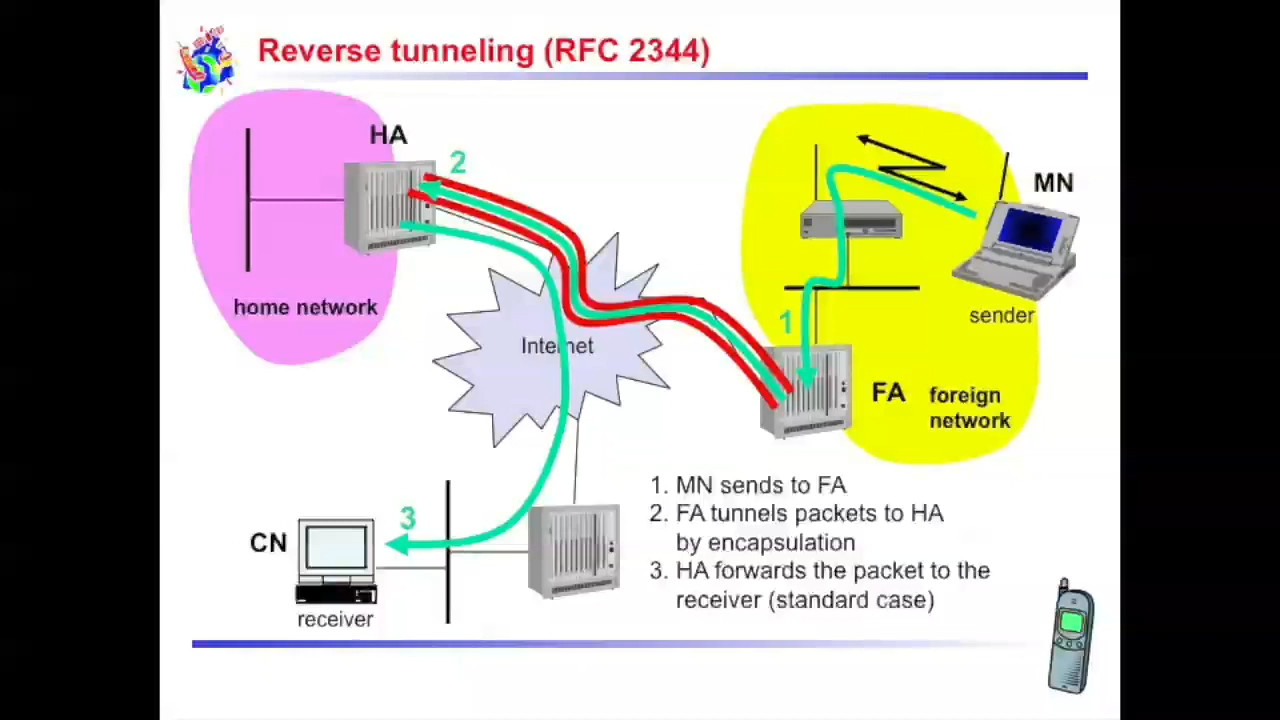 Reverse tunneling (RFC 2344)
HA
2
MN
home network
sender
1
Internet
FA
foreign
network
1. MN sends to FA
2. FA tunnels packets to HA
by encapsulation
3. HA forwards the packet to the
receiver (standard case)
3
CN
receiver